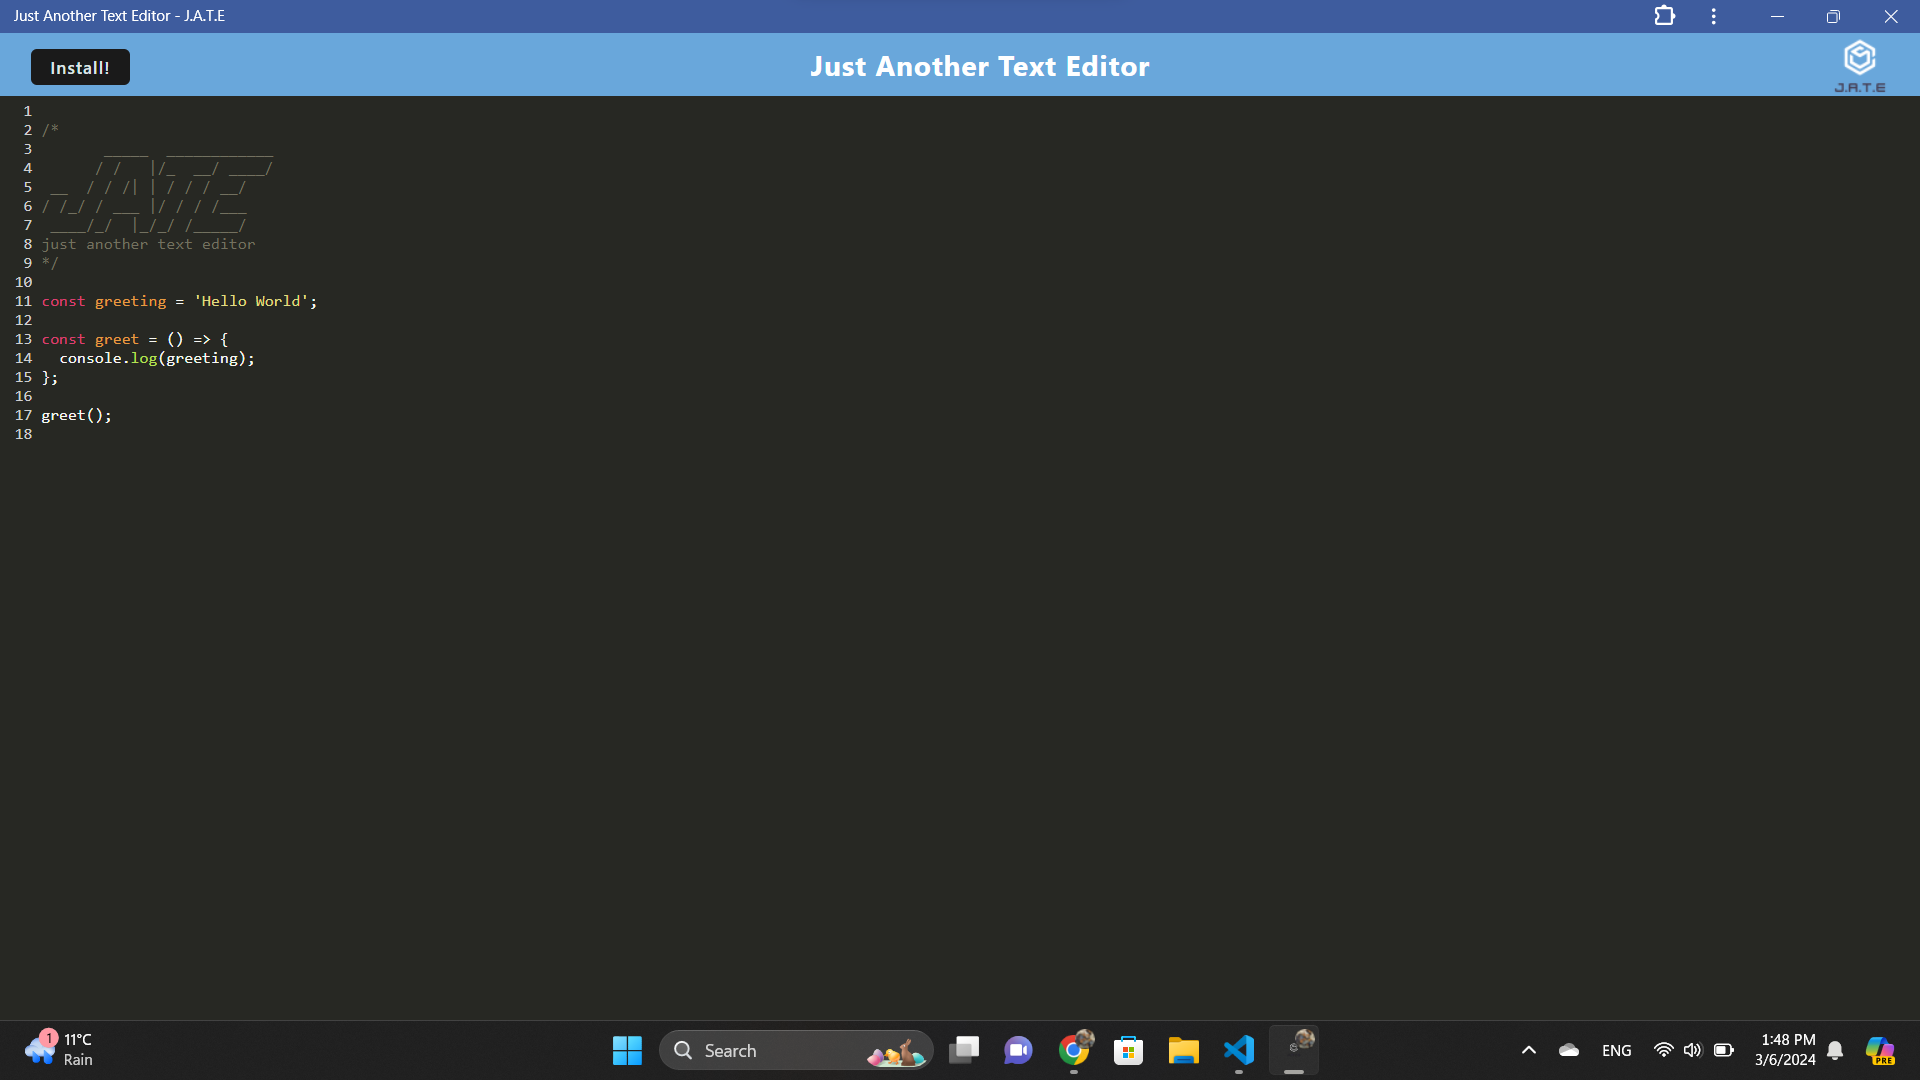 Just Another Text Editor - J.A.T.E
Install!
Just Another Text Editor
J.A.T.E
1
2 /*
3        _____  ____________
4       / /   |/_  __/ ____/
5  __  / / /| | / / / __/
6 / /_/ / ___ |/ / / /___
7  ____/_/  |_/_/ /_____/
8 just another text editor
9 */
10
11 const greeting = 'Hello World';
12
13 const greet = () => {
14   console.log(greeting);
15 };
16
17 greet();
18
1
11°C
Rain
Search
ENG
1:48 PM
3/6/2024
PRE